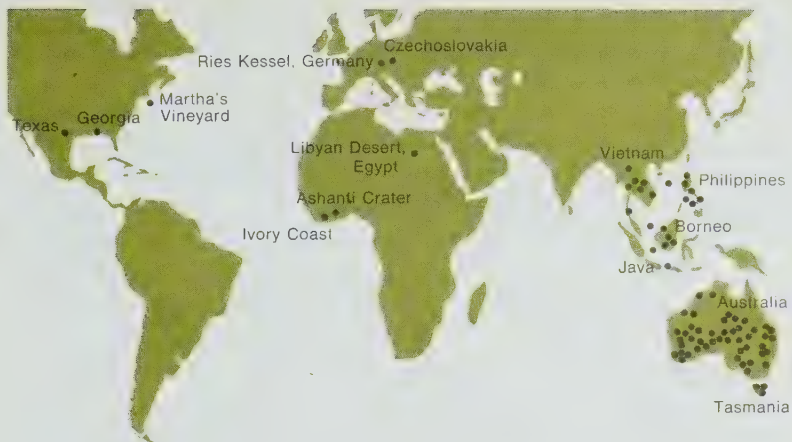 Czechoslovakia
Ries Kessel, Germany
Martha's
Vineyard
Georgia
Texas
Libyan Desert,
Egypt
Ashanti Crater
Ivory Coast
Vietnam
Philippines
Borneo
Java
Australia
Tasmania